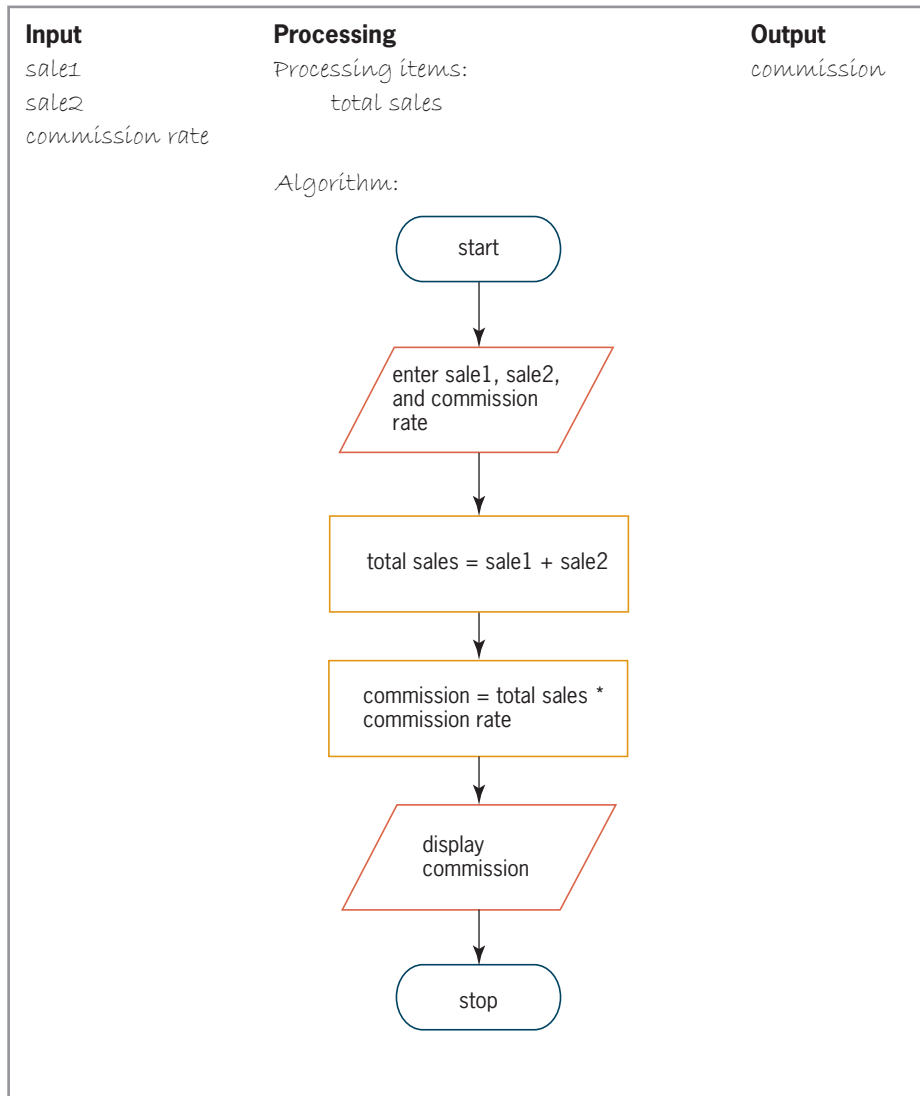 Input
sale1
sale2
commission rate
Processing
Processing items:
total sales
Algorithm:
Output
commission
start
enter sale1, sale2,
and commission
rate
total sales = sale1 + sale2
commission = total sales *
commission rate
display
commission
stop